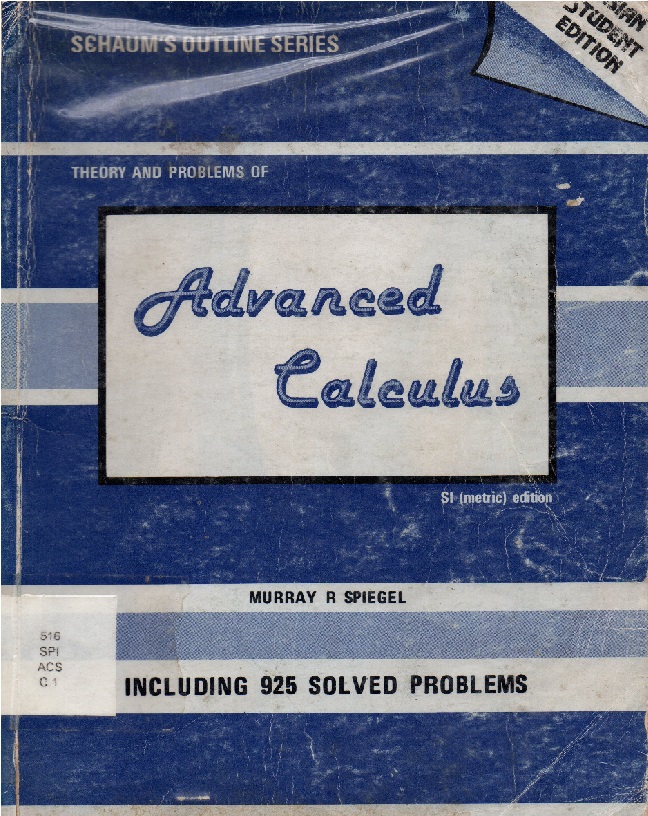 SCHAUM'S OUTLINE SERIES
STUDENT
EDITION
THEORY AND PROBLEMS OF
Advanced
Calculus
SI (metric) edition
MURRAY R SPIEGEL
516
SPI
ACS
C.1
INCLUDING 925 SOLVED PROBLEMS